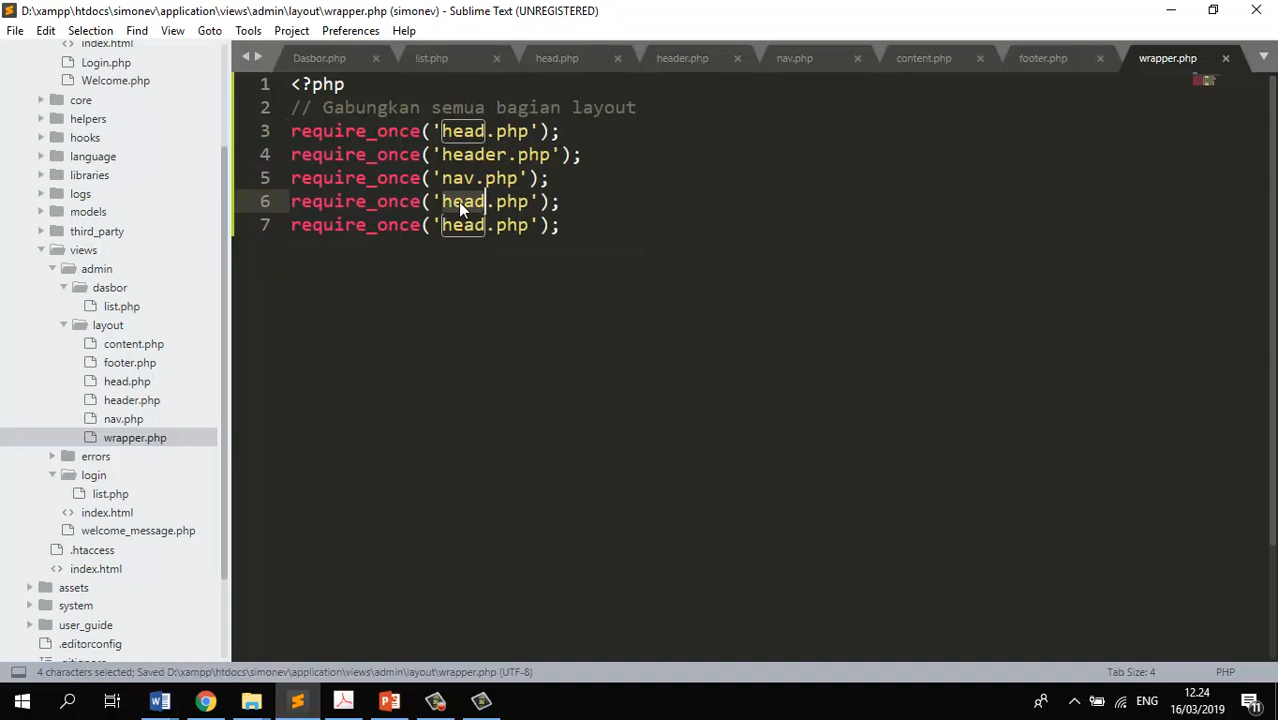 D:\xampp\htdocs\simonev\application\views\admin\layout\wrapper.php (simonev) - Sublime Text (UNREGISTERED)
File Edit Selection Find View Goto Tools Project Preferences Help
index.html
Login.php
Welcome.php
core
helpers
hooks
language
libraries
logs
models
third_party
views
admin
dasbor
list.php
layout
content.php
footer.php
head.php
header.php
nav.php
wrapper.php
errors
login
list.php
index.html
welcome_message.php
.htaccess
index.html
assets
system
user_guide
.editorconfig
.gitignore
Dasbor.php list.php head.php header.php nav.php content.php footer.php wrapper.php
1 <?php
2 // Gabungkan semua bagian layout
3 require_once('head.php');
4 require_once('header.php');
5 require_once('nav.php');
6 require_once('head.php');
7 require_once('head.php');
4 characters selected; Saved D:\xampp\htdocs\simonev\application\views\admin\layout\wrapper.php (UTF-8) Tab Size: 4 PHP
ENG 12.24
16/03/2019 11